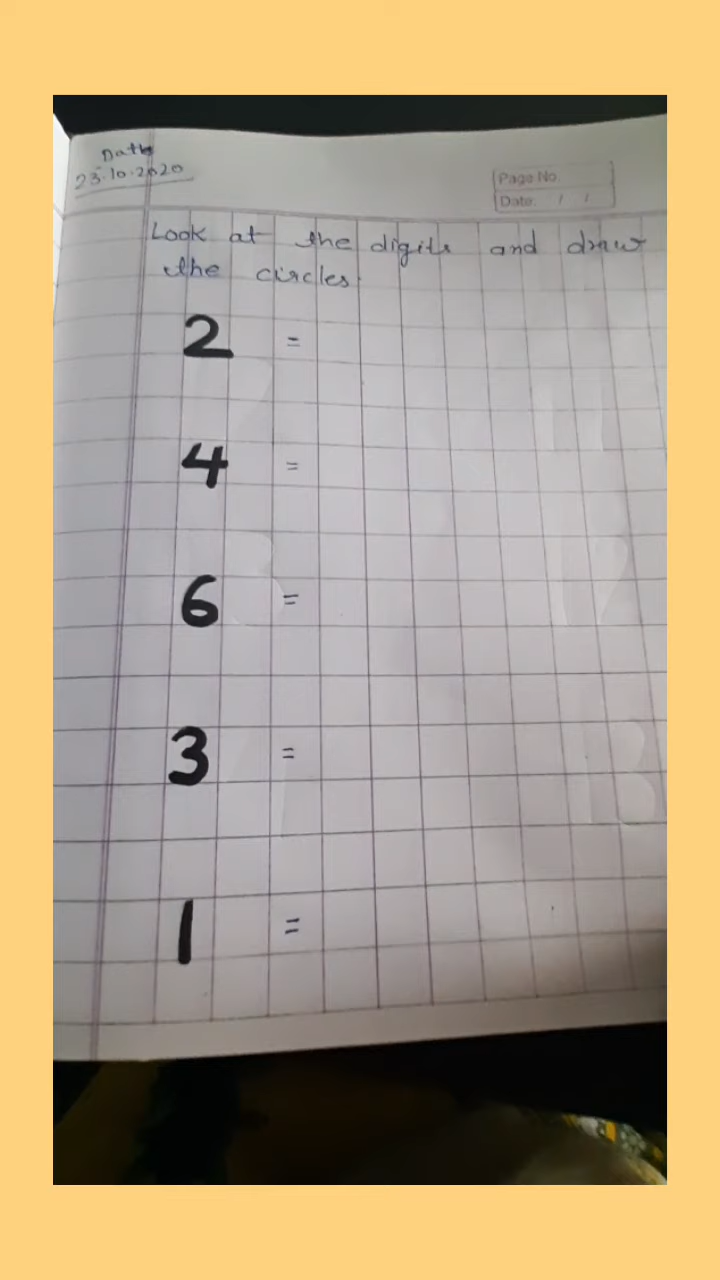 Date
23.10.2020
Page No.
Date: / /
Look at the digits and draw
the circles.
2 =
4 =
6 =
3 =
1 =